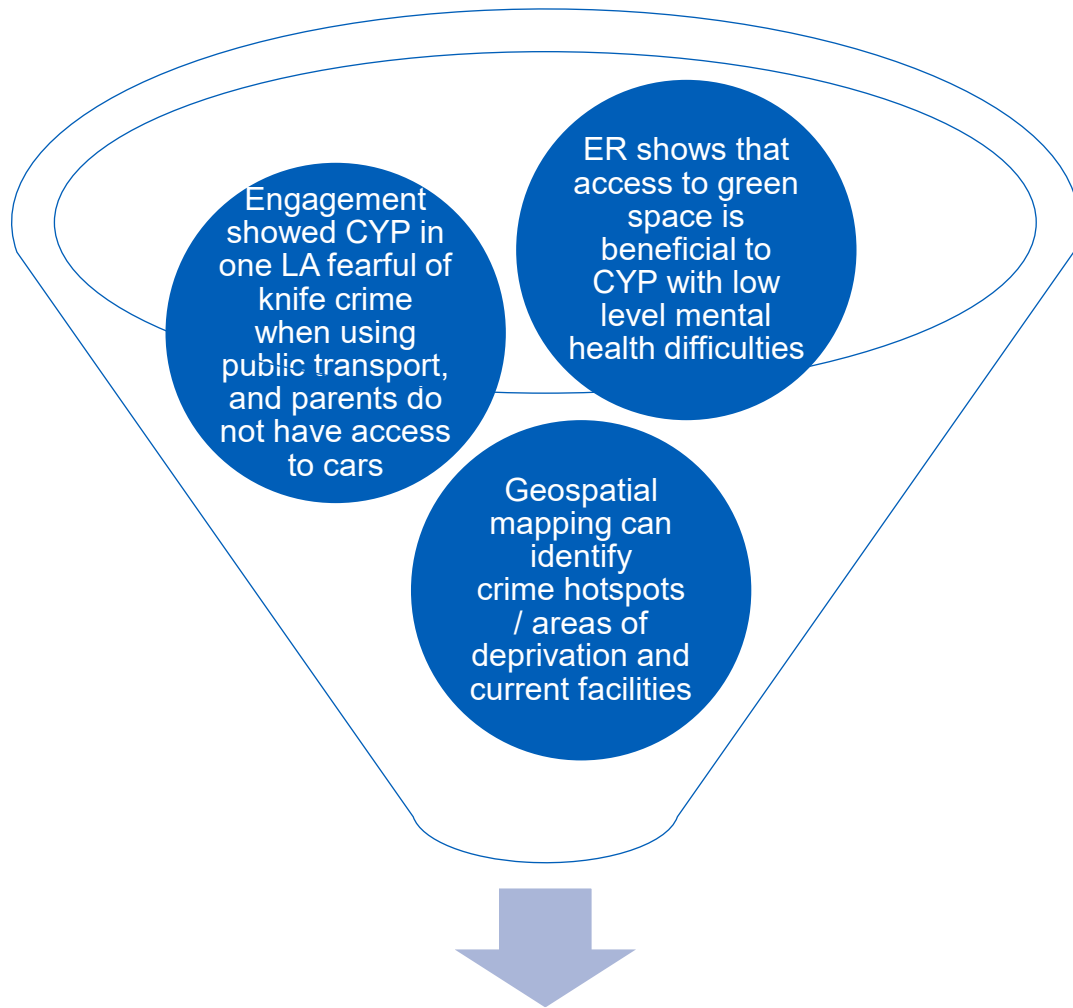 Engagement
showed CYP in
one LA fearful of
knife crime
when using
public transport,
and parents do
not have access
to cars
ER shows that
access to green
space is
beneficial to
CYP with low
level mental
health difficulties
Geospatial
mapping can
identify
crime hotspots
/ areas of
deprivation and
current facilities